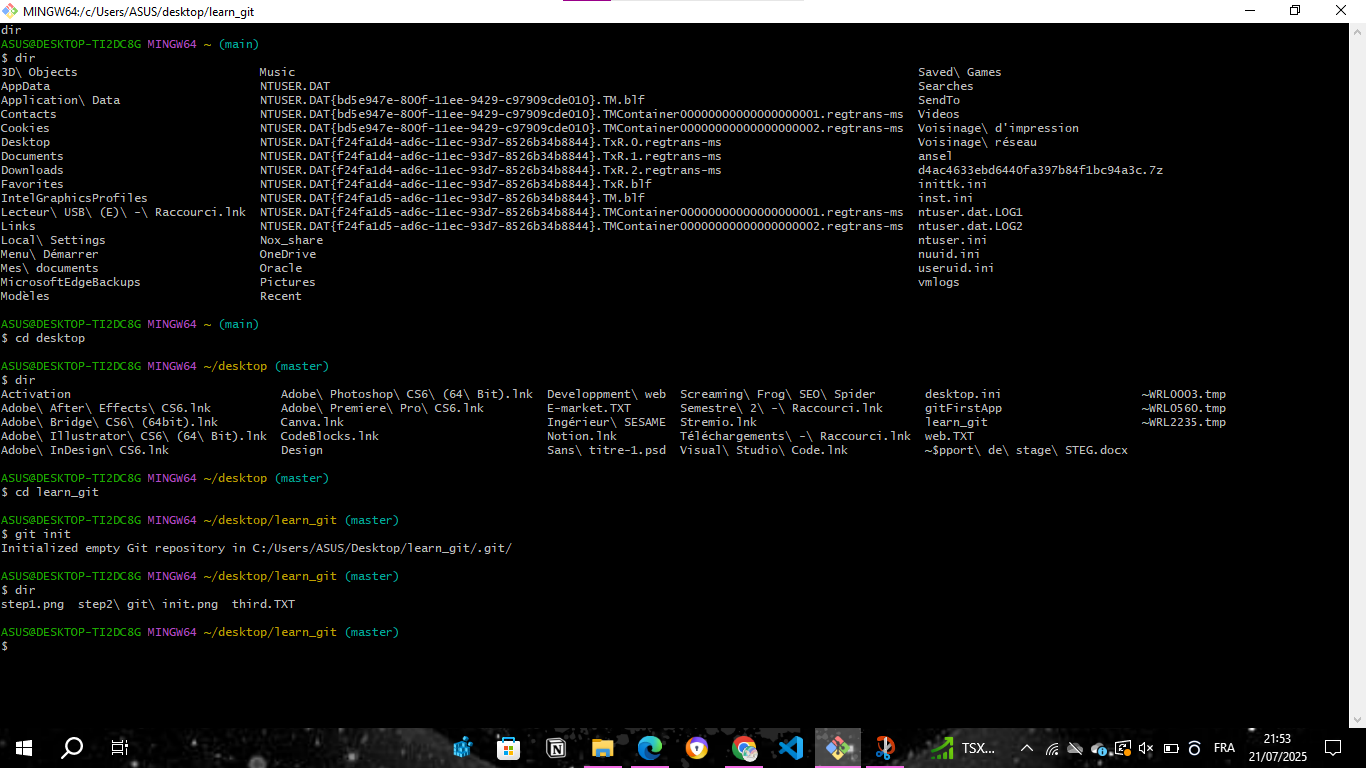 MINGW64:/c/Users/ASUS/desktop/learn_git
dir
ASUS@DESKTOP-TI2DC8G MINGW64 ~ (main)
$ dir
3D\ Objects Music Saved\ Games
AppData NTUSER.DAT Searches
Application\ Data NTUSER.DAT{bd5e947e-800f-11ee-9429-c97909cde010}.TM.blf SendTo
Contacts NTUSER.DAT{bd5e947e-800f-11ee-9429-c97909cde010}.TMContainer00000000000000000001.regtrans-ms Videos
Cookies NTUSER.DAT{bd5e947e-800f-11ee-9429-c97909cde010}.TMContainer00000000000000000002.regtrans-ms Voisinage\ d'impression
Desktop NTUSER.DAT{f24fa1d4-ad6c-11ec-93d7-8526b34b8844}.TxR.0.regtrans-ms Voisinage\ réseau
Documents NTUSER.DAT{f24fa1d4-ad6c-11ec-93d7-8526b34b8844}.TxR.1.regtrans-ms ansel
Downloads NTUSER.DAT{f24fa1d4-ad6c-11ec-93d7-8526b34b8844}.TxR.2.regtrans-ms d4ac4633ebd6440fa397b84f1bc94a3c.7z
Favorites NTUSER.DAT{f24fa1d4-ad6c-11ec-93d7-8526b34b8844}.TxR.blf inittk.ini
IntelGraphicsProfiles NTUSER.DAT{f24fa1d5-ad6c-11ec-93d7-8526b34b8844}.TM.blf inst.ini
Lecteur\ USB\ (E)\ -\ Raccourci.lnk NTUSER.DAT{f24fa1d5-ad6c-11ec-93d7-8526b34b8844}.TMContainer00000000000000000001.regtrans-ms ntuser.dat.LOG1
Links NTUSER.DAT{f24fa1d5-ad6c-11ec-93d7-8526b34b8844}.TMContainer00000000000000000002.regtrans-ms ntuser.dat.LOG2
Local\ Settings Nox_share ntuser.ini
Menu\ Démarrer OneDrive nuuid.ini
Mes\ documents Oracle useruid.ini
MicrosoftEdgeBackups Pictures vmlogs
Modèles Recent
ASUS@DESKTOP-TI2DC8G MINGW64 ~ (main)
$ cd desktop
ASUS@DESKTOP-TI2DC8G MINGW64 ~/desktop (master)
$ dir
Activation Adobe\ Photoshop\ CS6\ (64\ Bit).lnk Developpment\ web Screaming\ Frog\ SEO\ Spider desktop.ini ~WRL0003.tmp
Adobe\ After\ Effects\ CS6.lnk Adobe\ Premiere\ Pro\ CS6.lnk E-market.TXT Semestre\ 2\ -\ Raccourci.lnk gitFirstApp ~WRL0560.tmp
Adobe\ Bridge\ CS6\ (64bit).lnk Canva.lnk Ingérieur\ SESAME Stremio.lnk learn_git ~WRL2235.tmp
Adobe\ Illustrator\ CS6\ (64\ Bit).lnk CodeBlocks.lnk Notion.lnk Téléchargements\ -\ Raccourci.lnk web.TXT
Adobe\ InDesign\ CS6.lnk Design Sans\ titre-1.psd Visual\ Studio\ Code.lnk ~$pport\ de\ stage\ STEG.docx
ASUS@DESKTOP-TI2DC8G MINGW64 ~/desktop (master)
$ cd learn_git
ASUS@DESKTOP-TI2DC8G MINGW64 ~/desktop/learn_git (master)
$ git init
Initialized empty Git repository in C:/Users/ASUS/Desktop/learn_git/.git/
ASUS@DESKTOP-TI2DC8G MINGW64 ~/desktop/learn_git (master)
$ dir
step1.png step2\ git\ init.png third.TXT
ASUS@DESKTOP-TI2DC8G MINGW64 ~/desktop/learn_git (master)
$
TSX... FRA 21:53
21/07/2025